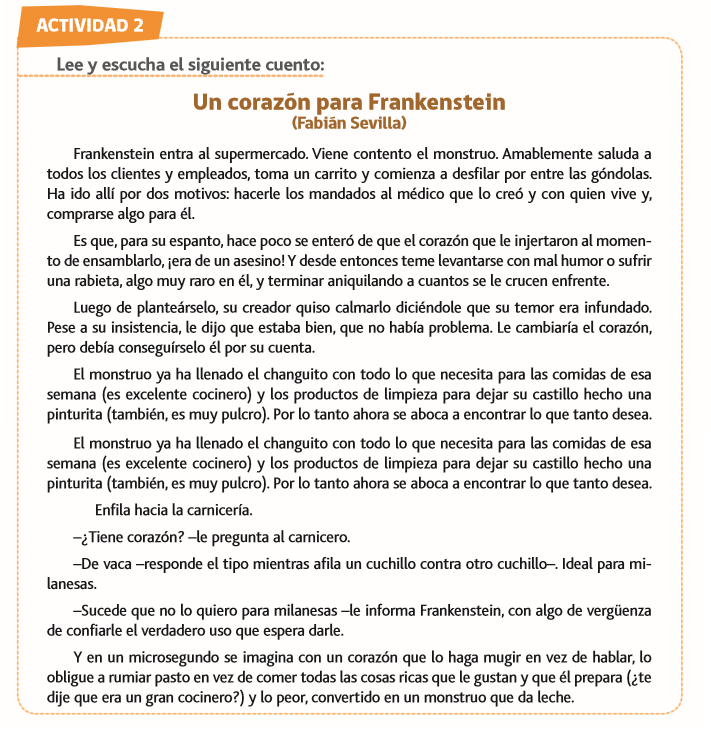 ACTIVIDAD 2
Lee y escucha el siguiente cuento:
Un corazón para Frankenstein
(Fabián Sevilla)
Frankenstein entra al supermercado. Viene contento el monstruo. Amablemente saluda a
todos los clientes y empleados, toma un carrito y comienza a desfilar por entre las góndolas.
Ha ido allí por dos motivos: hacerle los mandados al médico que lo creó y con quien vive y,
comprarse algo para él.
Es que, para su espanto, hace poco se enteró de que el corazón que le injertaron al momen-
to de ensamblarlo, ¡era de un asesino! Y desde entonces teme levantarse con mal humor o sufrir
una rabieta, algo muy raro en él, y terminar aniquilando a cuantos se le crucen enfrente.
Luego de planteárselo, su creador quiso calmarlo diciéndole que su temor era infundado.
Pese a su insistencia, le dijo que estaba bien, que no había problema. Le cambiaría el corazón,
pero debía conseguírselo él por su cuenta.
El monstruo ya ha llenado el changuito con todo lo que necesita para las comidas de esa
semana (es excelente cocinero) y los productos de limpieza para dejar su castillo hecho una
pinturita (también, es muy pulcro). Por lo tanto ahora se aboca a encontrar lo que tanto desea.
El monstruo ya ha llenado el changuito con todo lo que necesita para las comidas de esa
semana (es excelente cocinero) y los productos de limpieza para dejar su castillo hecho una
pinturita (también, es muy pulcro). Por lo tanto ahora se aboca a encontrar lo que tanto desea.
Enfila hacia la carnicería.
–¿Tiene corazón? –le pregunta al carnicero.
–De vaca –responde el tipo mientras afila un cuchillo contra otro cuchillo–. Ideal para mi-
lanesas.
–Sucede que no lo quiero para milanesas –le informa Frankenstein, con algo de vergüenza
de confiarle el verdadero uso que espera darle.
Y en un microsegundo se imagina con un corazón que lo haga mugir en vez de hablar, lo
obligue a rumiar pasto en vez de comer todas las cosas ricas que le gustan y que él prepara (¿te
dije que era un gran cocinero?) y lo peor, convertido en un monstruo que da leche.